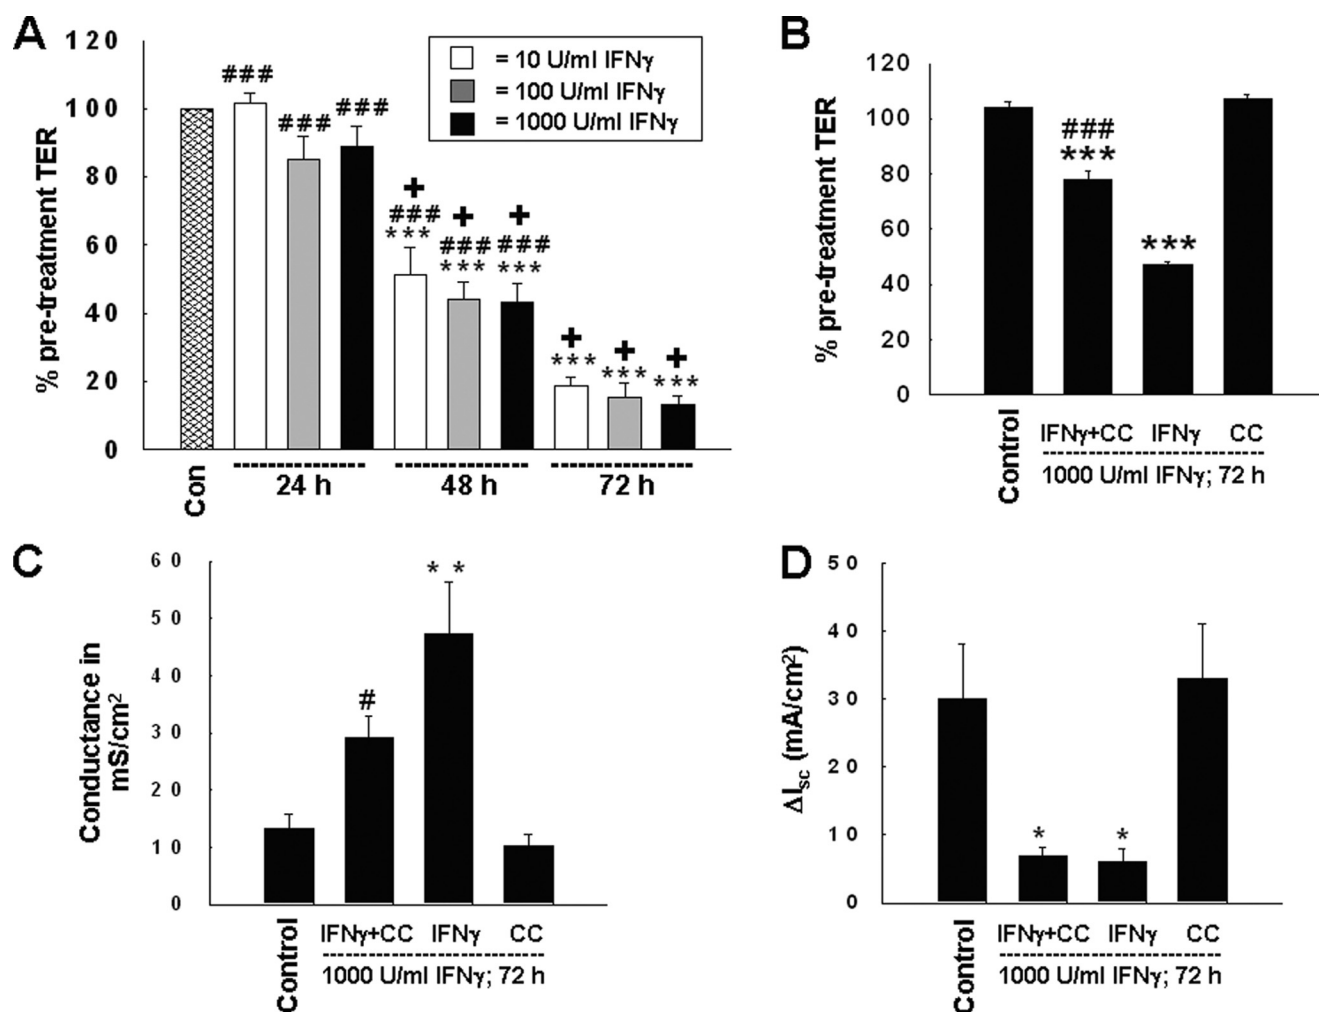 A
% pre-treatment TER
120
100
80
60
40
20
0
= 10 U/ml IFNγ
= 100 U/ml IFNγ
= 1000 U/ml IFNγ
###
###
###
+
###
***
+
###
***
+
###
***
+
***
+
***
+
***
Con
24 h
48 h
72 h
B
% pre-treatment TER
120
100
80
60
40
20
0
###
***
***
Control
IFNγ+CC IFNγ CC
1000 U/ml IFNγ; 72 h
C
Conductance in
mS/cm²
60
50
40
30
20
10
0
#
* *
Control
IFNγ+CC IFNγ CC
1000 U/ml IFNγ; 72 h
D
ΔIsc (mA/cm²)
50
40
30
20
10
0
*
*
Control
IFNγ+CC IFNγ CC
1000 U/ml IFNγ; 72 h